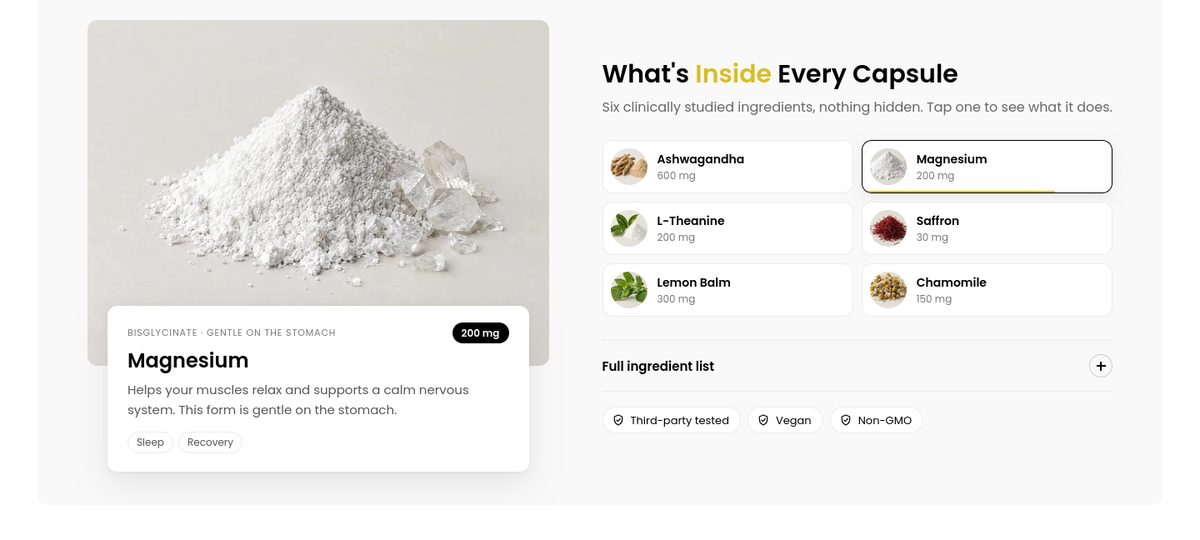 BISGLYCINATE · GENTLE ON THE STOMACH
200 mg
Magnesium
Helps your muscles relax and supports a calm nervous
system. This form is gentle on the stomach.
Sleep
Recovery
What's Inside Every Capsule
Six clinically studied ingredients, nothing hidden. Tap one to see what it does.
Ashwagandha
600 mg
Magnesium
200 mg
L-Theanine
200 mg
Saffron
30 mg
Lemon Balm
300 mg
Chamomile
150 mg
Full ingredient list
Third-party tested
Vegan
Non-GMO